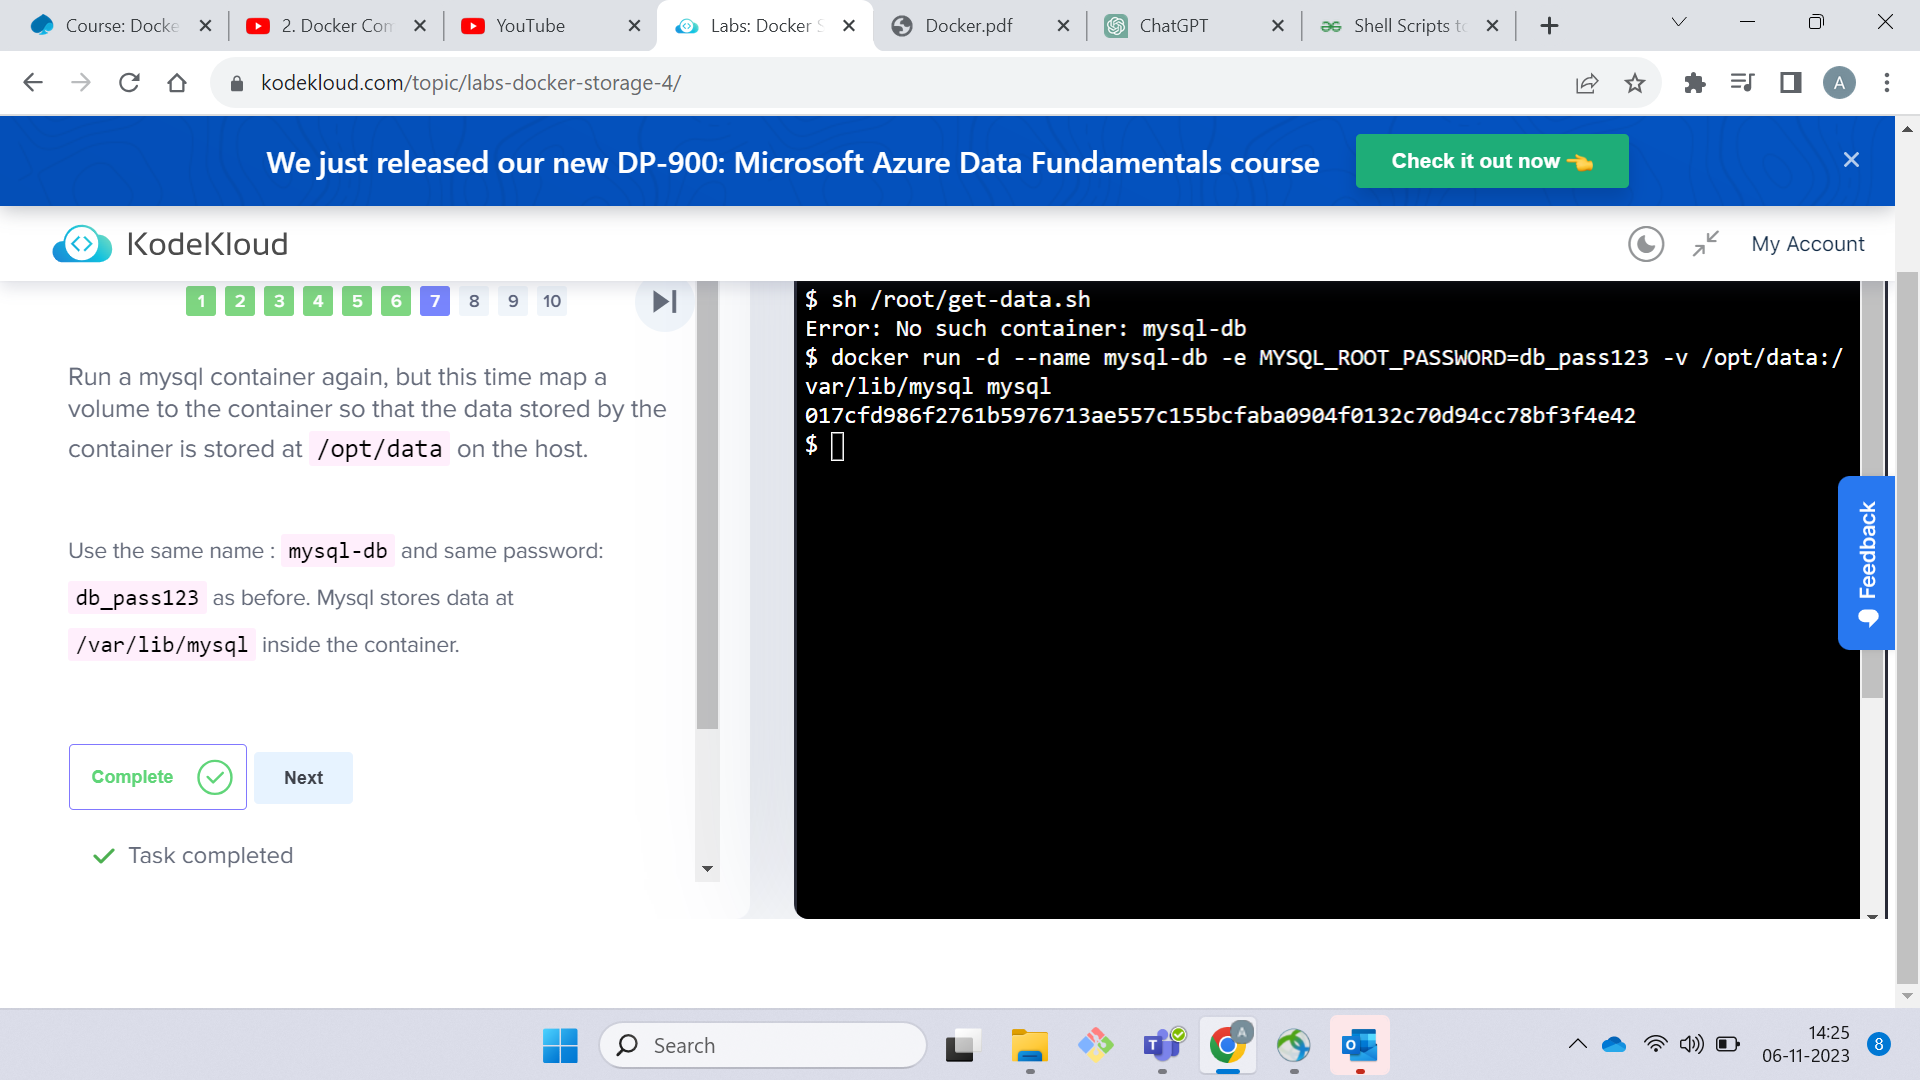 Course: Docke
2. Docker Con
YouTube
Labs: Docker S
Docker.pdf
ChatGPT
Shell Scripts to
kodekloud.com/topic/labs-docker-storage-4/
A
We just released our new DP-900: Microsoft Azure Data Fundamentals course
Check it out now
KodeKloud
My Account
1 2 3 4 5 6 7 8 9 10
Run a mysql container again, but this time map a
volume to the container so that the data stored by the
container is stored at /opt/data on the host.
Use the same name : mysql-db and same password:
db_pass123 as before. Mysql stores data at
/var/lib/mysql inside the container.
Complete
Next
Task completed
$ sh /root/get-data.sh
Error: No such container: mysql-db
$ docker run -d --name mysql-db -e MYSQL_ROOT_PASSWORD=db_pass123 -v /opt/data:/
var/lib/mysql mysql
017cfd986f2761b5976713ae557c155bcfaba0904f0132c70d94cc78bf3f4e42
$
Feedback
Search
T
A
O
14:25
06-11-2023
8